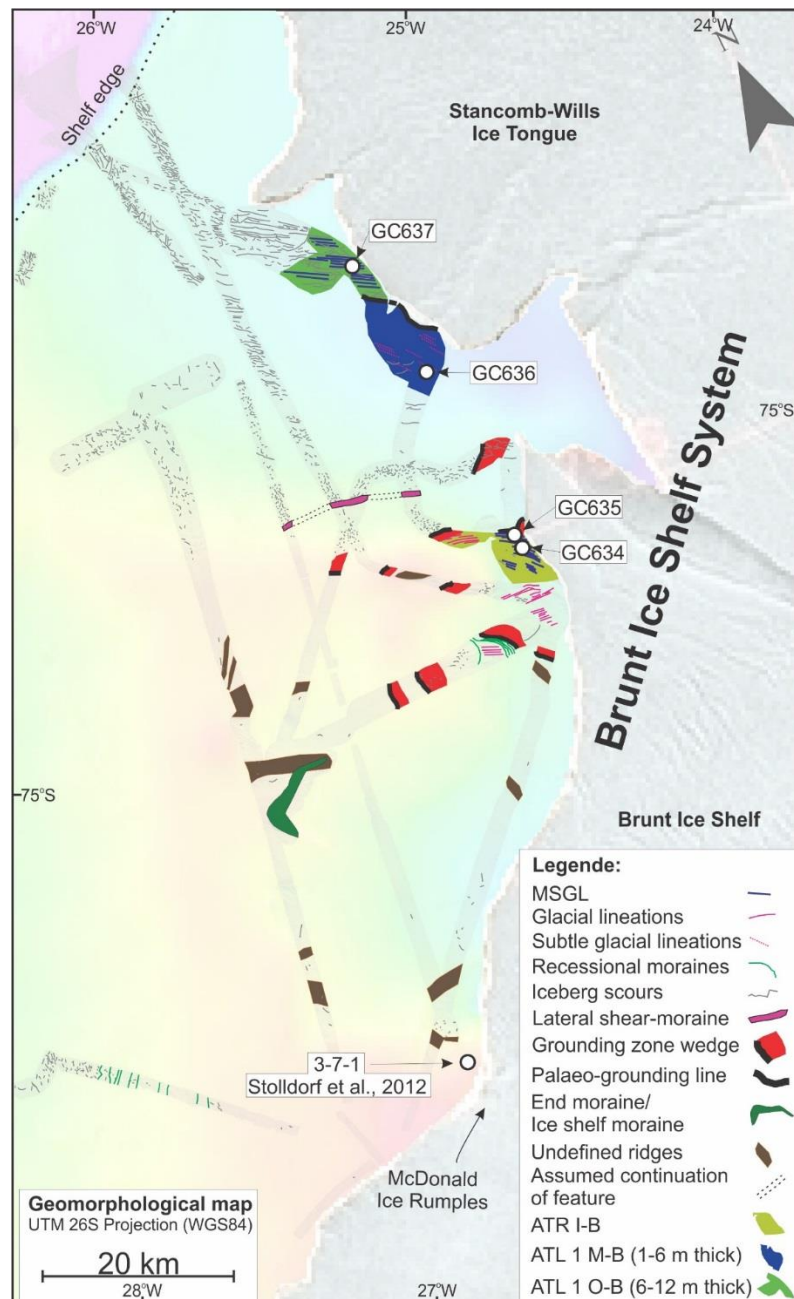 26°W
25°W
24°W
N
Shelf edge
Stancomb-Wills
Ice Tongue
GC637
GC636
75°S
GC635
GC634
Brunt Ice Shelf System
75°S
Brunt Ice Shelf
3-7-1
Stolldorf et al., 2012
McDonald
Ice Rumples
Legende:
MSGL
Glacial lineations
Subtle glacial lineations
Recessional moraines
Iceberg scours
Lateral shear-moraine
Grounding zone wedge
Palaeo-grounding line
End moraine/
Ice shelf moraine
Undefined ridges
Assumed continuation
of feature
ATR I-B
ATL 1 M-B (1-6 m thick)
ATL 1 O-B (6-12 m thick)
Geomorphological map
UTM 26S Projection (WGS84)
20 km
28°W
27°W